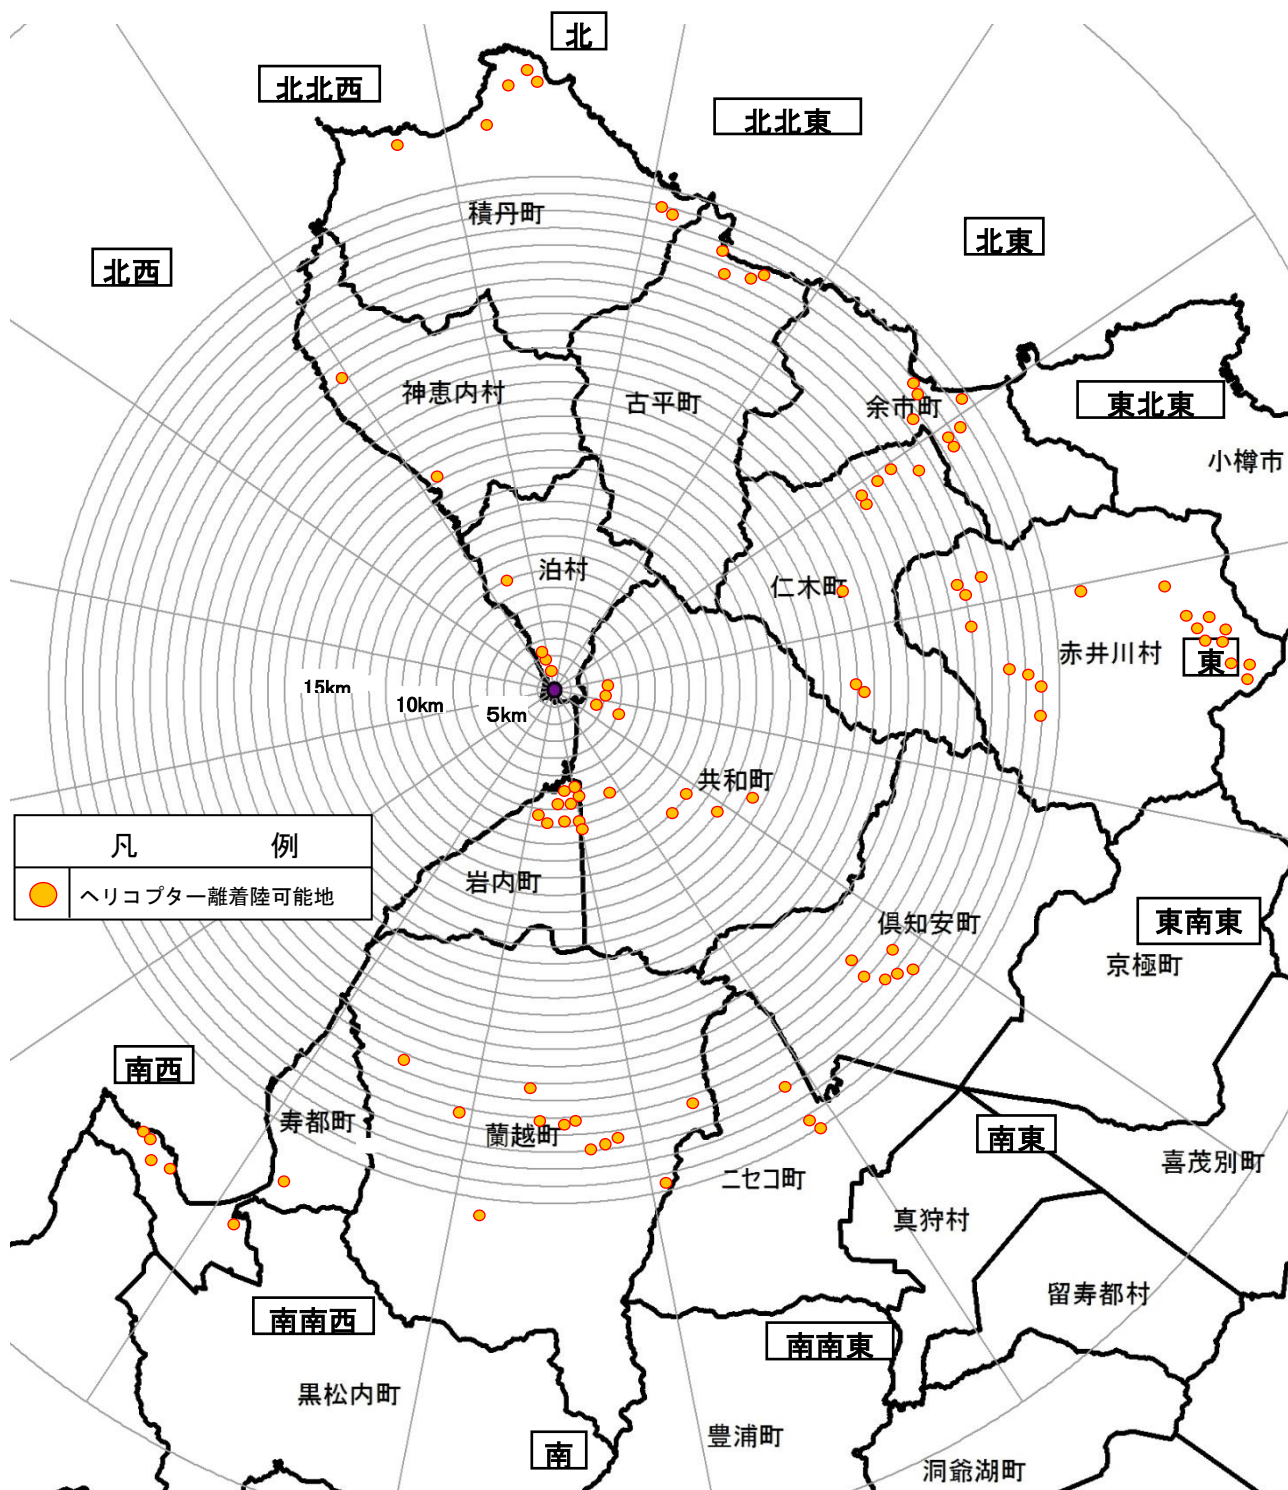 北
北北西
北北東
積丹町
北東
北西
神恵内村
古平町
余市町
東北東
小樽市
泊村
仁木町
赤井川村
東
15km
10km
5km
共和町
凡 例
ヘリコプター離着陸可能地
岩内町
倶知安町
東南東
京極町
南西
寿都町
蘭越町
南東
ニセコ町
喜茂別町
真狩村
留寿都村
南南西
南南東
黒松内町
豊浦町
南
洞爺湖町